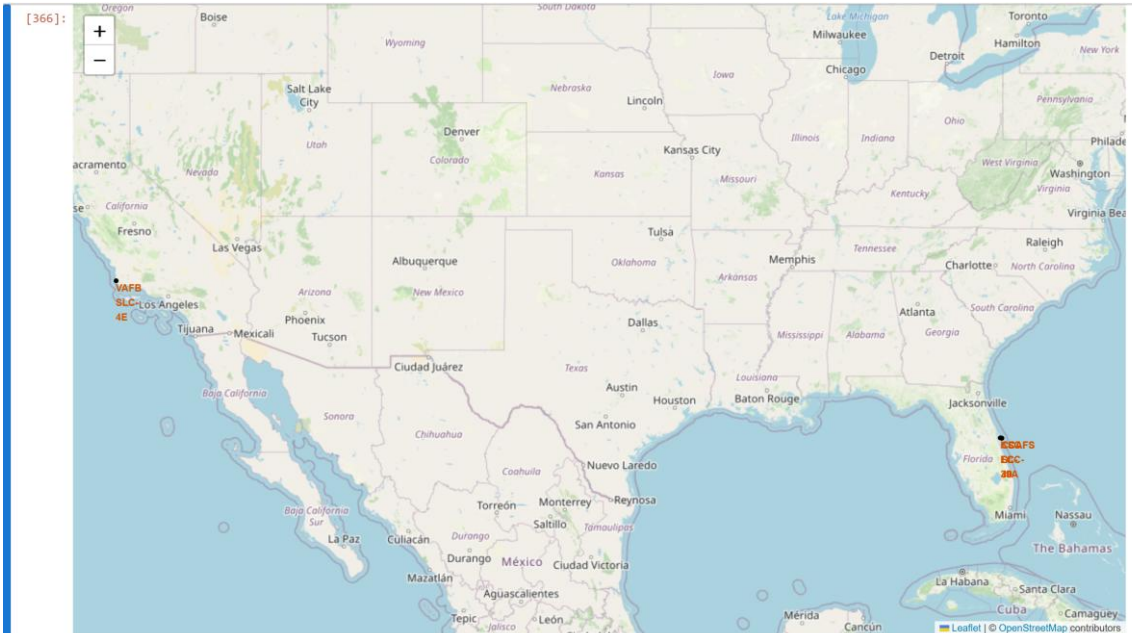 [366]:
+
−
Oregon
Boise
South Dakota
Lake Michigan
Toronto
Milwaukee
Hamilton
Wyoming
Detroit
New York
Chicago
Iowa
Salt Lake
City
Nebraska
Lincoln
Pennsylvania
Ohio
Denver
Illinois
Indiana
Utah
Kansas City
Philade
acramento
Colorado
West Virginia
Washington
Nevada
Kansas
Missouri
Virginia
Kentucky
California
se
Virginia Bea
Fresno
Tulsa
Las Vegas
Raleigh
Tennessee
Albuquerque
Oklahoma
Memphis
Charlotte
North Carolina
Arkansas
VAFB
SLC-
4E
Los Angeles
Arizona
New Mexico
South Carolina
Atlanta
Phoenix
Tijuana
Mexicali
Dallas
Mississippi
Alabama
Georgia
Tucson
Ciudad Juárez
Texas
Louisiana
Austin
Baja California
Houston
Baton Rouge
Jacksonville
Sonora
San Antonio
Chihuahua
Florida
Nuevo Laredo
Coahuila
Torreón
Monterrey
Reynosa
Baja California
Sur
Saltillo
Tamaulipas
Miami
Nassau
La Paz
Culiacán
Durango
The Bahamas
Durango
México
Ciudad Victoria
Mazatlán
La Habana
Santa Clara
Aguascalientes
Cuba
Tepic
León
Mérida
Camaguey
Jalisco
Cancún
Leaflet | © OpenStreetMap contributors